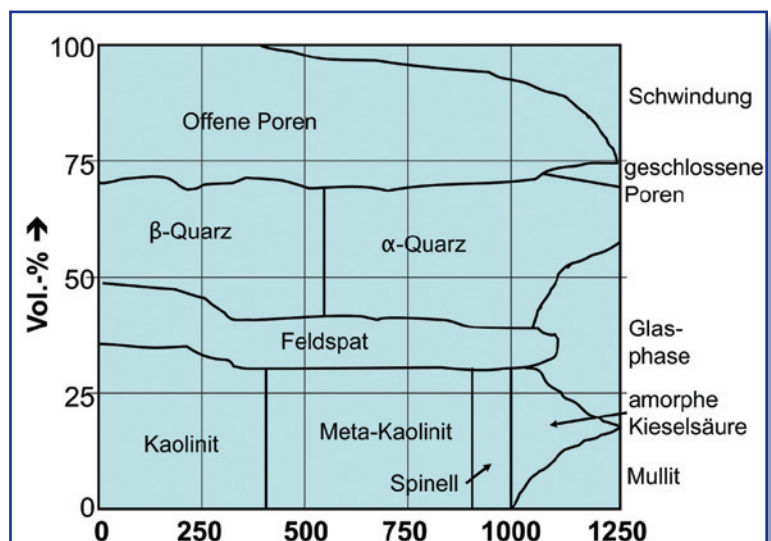 100
Schwindung
Offene Poren
75
geschlossene
Poren
β-Quarz
α-Quarz
Vol.-% →
50
Feldspat
Glas-
phase
25
amorphe
Kieselsäure
Kaolinit
Meta-Kaolinit
Spinell
Mullit
0
0 250 500 750 1000 1250